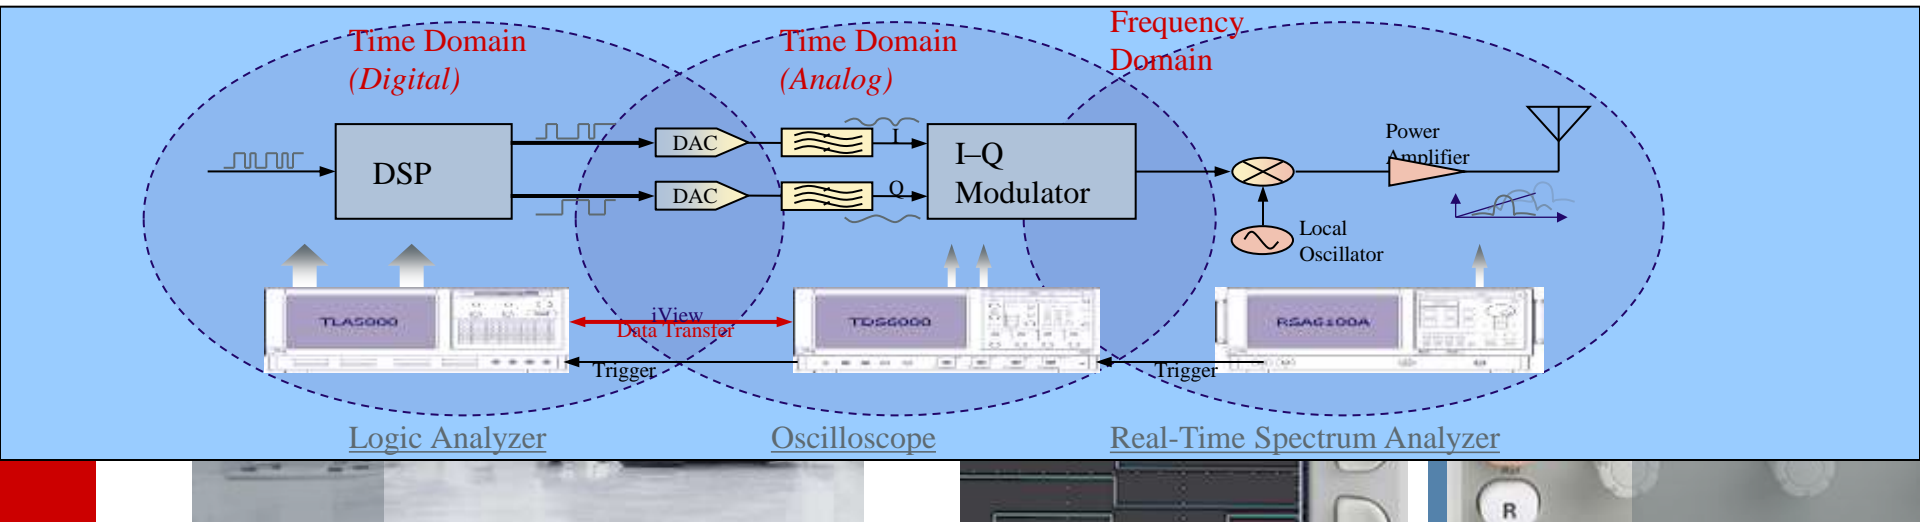 Time Domain
(Digital)
Time Domain
(Analog)
Frequency
Domain
DSP
DAC
DAC
I
Q
I–Q
Modulator
Power
Amplifier
Local
Oscillator
TLA5000
iView
Data Transfer
TDS6000
RSA6100A
Trigger
Trigger
Logic Analyzer
Oscilloscope
Real-Time Spectrum Analyzer
R